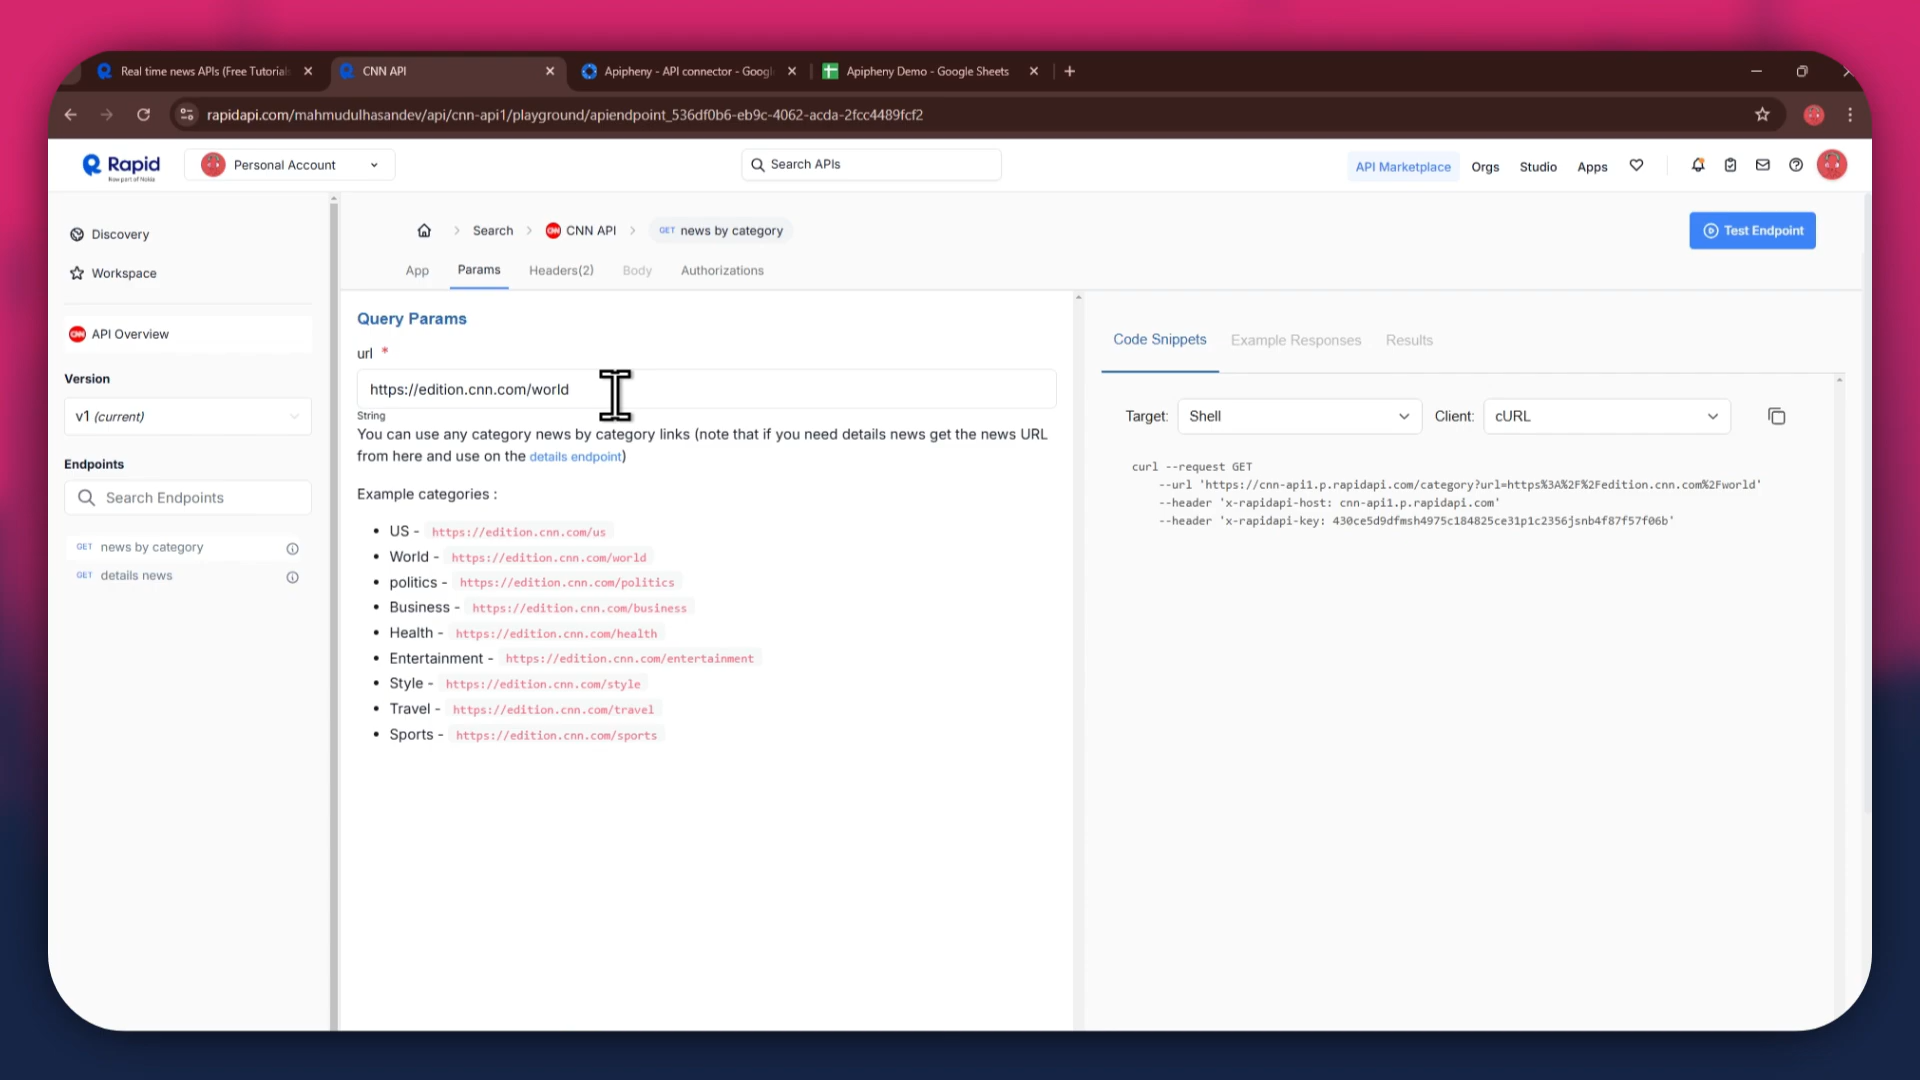 Real time news APIs (Free Tutorial
CNN API
Apipheny - API connector - Googl
Apipheny Demo - Google Sheets
rapidapi.com/mahmudulhasandev/api/cnn-api1/playground/apiendpoint_536df0b6-eb9c-4062-acda-2fcc4489fcf2
Rapid
Now part of Nokia
Personal Account
Search APIs
API Marketplace
Orgs
Studio
Apps
Discovery
Workspace
API Overview
Version
v1 (current)
Endpoints
Search Endpoints
GET news by category
GET details news
Search
CNN API
GET news by category
Test Endpoint
App
Params
Headers(2)
Body
Authorizations
Query Params
url *
https://edition.cnn.com/world
String
You can use any category news by category links (note that if you need details news get the news URL
from here and use on the details endpoint)
Example categories :
• US - https://edition.cnn.com/us
• World - https://edition.cnn.com/world
• politics - https://edition.cnn.com/politics
• Business - https://edition.cnn.com/business
• Health - https://edition.cnn.com/health
• Entertainment - https://edition.cnn.com/entertainment
• Style - https://edition.cnn.com/style
• Travel - https://edition.cnn.com/travel
• Sports - https://edition.cnn.com/sports
Code Snippets
Example Responses
Results
Target: Shell
Client: cURL
curl --request GET
--url 'https://cnn-api1.p.rapidapi.com/category?url=https%3A%2F%2Fedition.cnn.com%2Fworld'
--header 'x-rapidapi-host: cnn-api1.p.rapidapi.com'
--header 'x-rapidapi-key: 430ce5d9dfmsh4975c184825ce31p1c2356jsnb4f87f57f06b'